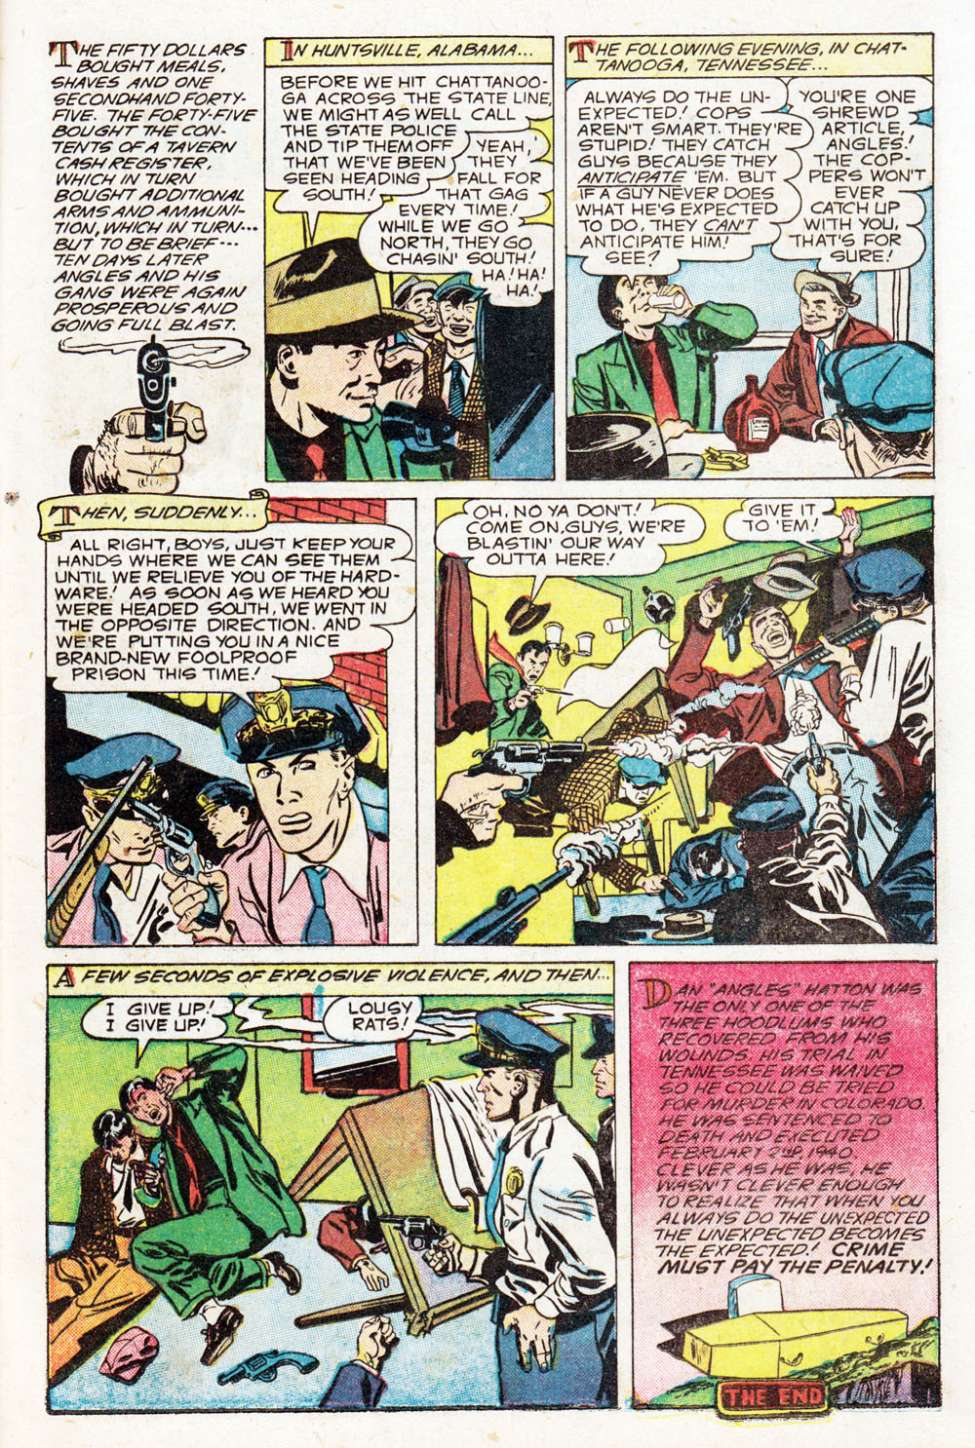 THE FIFTY DOLLARS
BOUGHT MEALS,
SHAVES AND ONE
SECONDHAND FORTY-
FIVE. THE FORTY-FIVE
BOUGHT THE CON-
TENTS OF A TAVERN
CASH REGISTER,
WHICH IN TURN
BOUGHT ADDITIONAL
ARMS AND AMMUNI-
TION, WHICH IN TURN...
BUT TO BE BRIEF...
TEN DAYS LATER
ANGLES AND HIS
GANG WERE AGAIN
PROSPEROUS AND
GOING FULL BLAST.
IN HUNTSVILLE, ALABAMA...
BEFORE WE HIT CHATTANOO-
GA ACROSS THE STATE LINE,
WE MIGHT AS WELL CALL
THE STATE POLICE
AND TIP THEM OFF
THAT WE'VE BEEN
SEEN HEADING
SOUTH!
YEAH,
THEY
FALL FOR
THAT GAG
EVERY TIME!
WHILE WE GO
NORTH, THEY GO
CHASIN' SOUTH!
HA! HA!
HA!
THE FOLLOWING EVENING, IN CHAT-
TANOOGA, TENNESSEE...
ALWAYS DO THE UN-
EXPECTED! COPS
AREN'T SMART. THEY'RE
STUPID! THEY CATCH
GUYS BECAUSE THEY
ANTICIPATE 'EM. BUT
IF A GUY NEVER DOES
WHAT HE'S EXPECTED
TO DO, THEY CAN'T
ANTICIPATE HIM!
SEE?
YOU'RE ONE
SHREWD
ARTICLE,
ANGLES!
THE COP-
PERS WON'T
EVER
CATCH UP
WITH YOU,
THAT'S FOR
SURE!
THEN, SUDDENLY...
ALL RIGHT, BOYS, JUST KEEP YOUR
HANDS WHERE WE CAN SEE THEM
UNTIL WE RELIEVE YOU OF THE HARD-
WARE! AS SOON AS WE HEARD YOU
WERE HEADED SOUTH, WE WENT IN
THE OPPOSITE DIRECTION. AND
WE'RE PUTTING YOU IN A NICE
BRAND-NEW FOOLPROOF
PRISON THIS TIME!
OH, NO YA DON'T!
COME ON, GUYS, WE'RE
BLASTIN' OUR WAY
OUTTA HERE!
GIVE IT
TO 'EM!
A FEW SECONDS OF EXPLOSIVE VIOLENCE, AND THEN...
I GIVE UP!
I GIVE UP!
LOUSY
RATS!
DAN "ANGLES" HATTON WAS
THE ONLY ONE OF THE
THREE HOODLUMS WHO
RECOVERED FROM HIS
WOUNDS. HIS TRIAL IN
TENNESSEE WAS WAIVED
SO HE COULD BE TRIED
FOR MURDER IN COLORADO.
HE WAS SENTENCED TO
DEATH AND EXECUTED
FEBRUARY 2ND, 1940.
CLEVER AS HE WAS, HE
WASN'T CLEVER ENOUGH
TO REALIZE THAT WHEN YOU
ALWAYS DO THE UNEXPECTED
THE UNEXPECTED BECOMES
THE EXPECTED! CRIME
MUST PAY THE PENALTY!
THE END